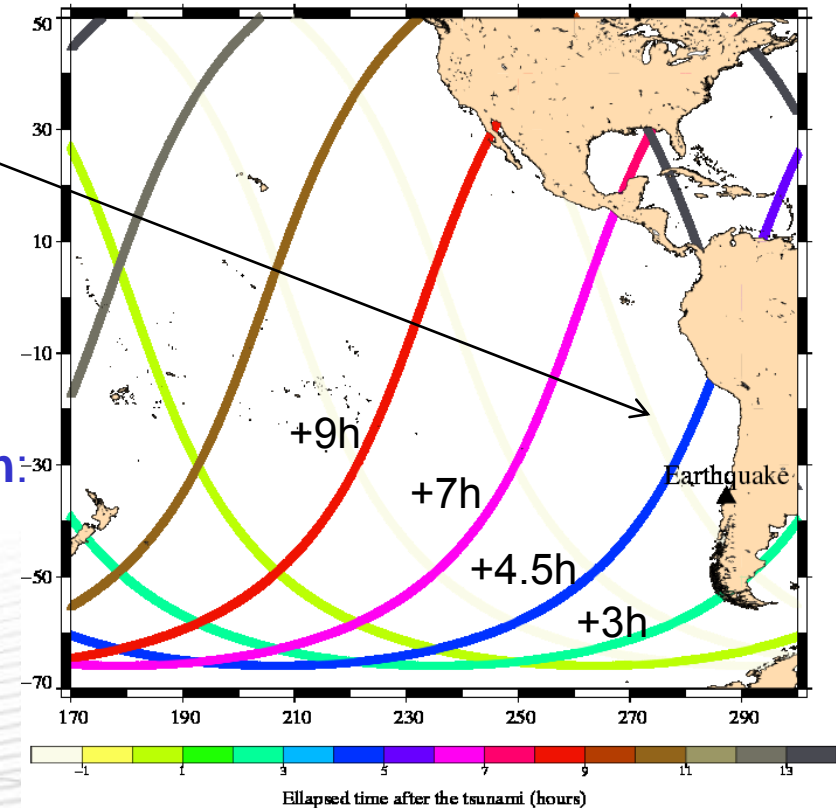 50
30
10
−10
−30
−50
−70
n:
+9h
+7h
+4.5h
+3h
Earthquake
170 190 210 230 250 270 290
−1 1 3 5 7 9 11 13
Ellapsed time after the tsunami (hours)